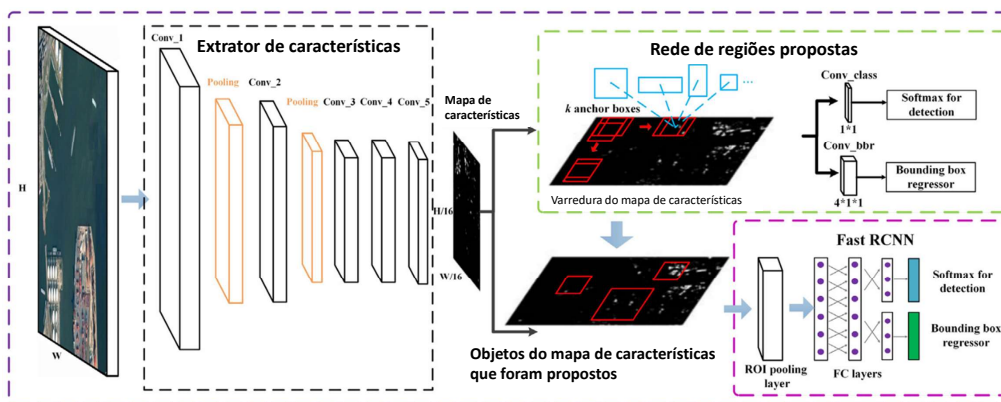 Extrator de características
Conv_1
Pooling
Conv_2
Pooling
Conv_3
Conv_4
Conv_5
H
W
Mapa de
características
H/16
W/16
Rede de regiões propostas
k anchor boxes
...
Varredura do mapa de características
Conv_class
1*1
Softmax for
detection
Conv_bbr
4*1*1
Bounding box
regressor
Objetos do mapa de características
que foram propostos
Fast RCNN
ROI pooling
layer
FC layers
Softmax for
detection
Bounding box
regressor